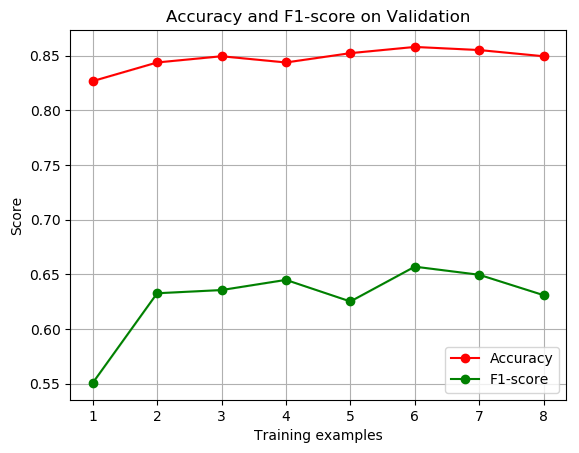 Accuracy and F1-score on Validation
0.85
0.80
0.75
0.70
0.65
0.60
0.55
Score
Accuracy
F1-score
1 2 3 4 5 6 7 8
Training examples